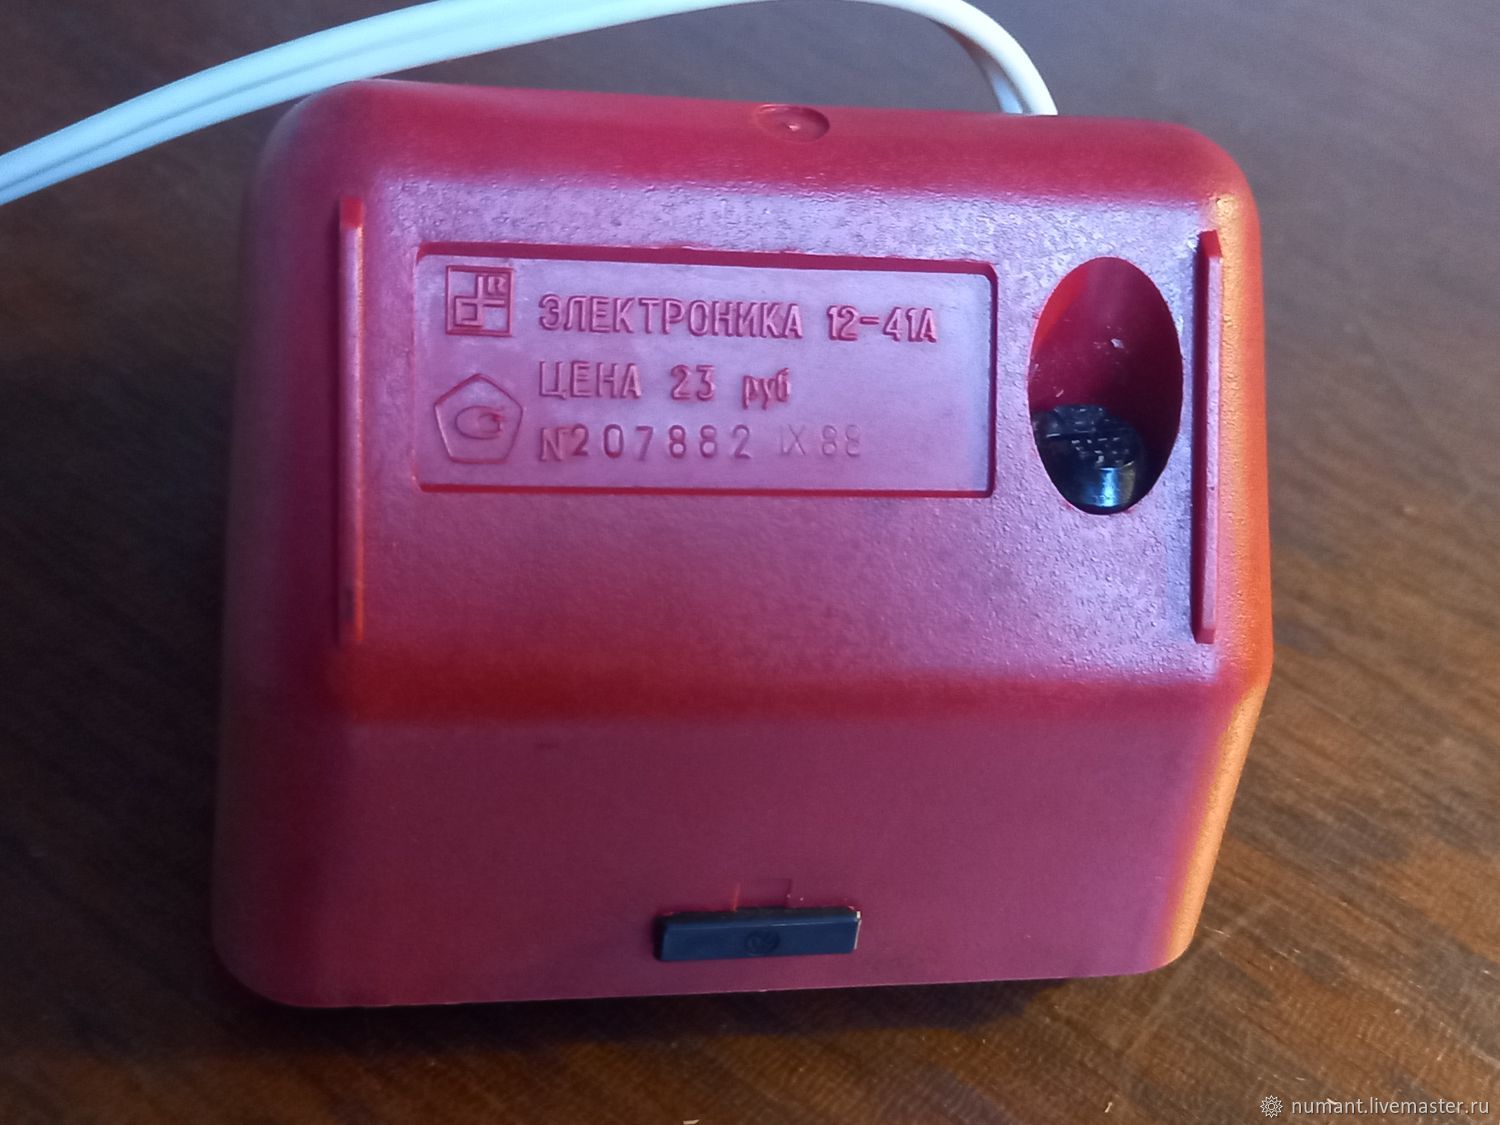 ЭЛЕКТРОНИКА 12-41А
ЦЕНА 23 руб
№207882 IX 88
numant.livemaster.ru